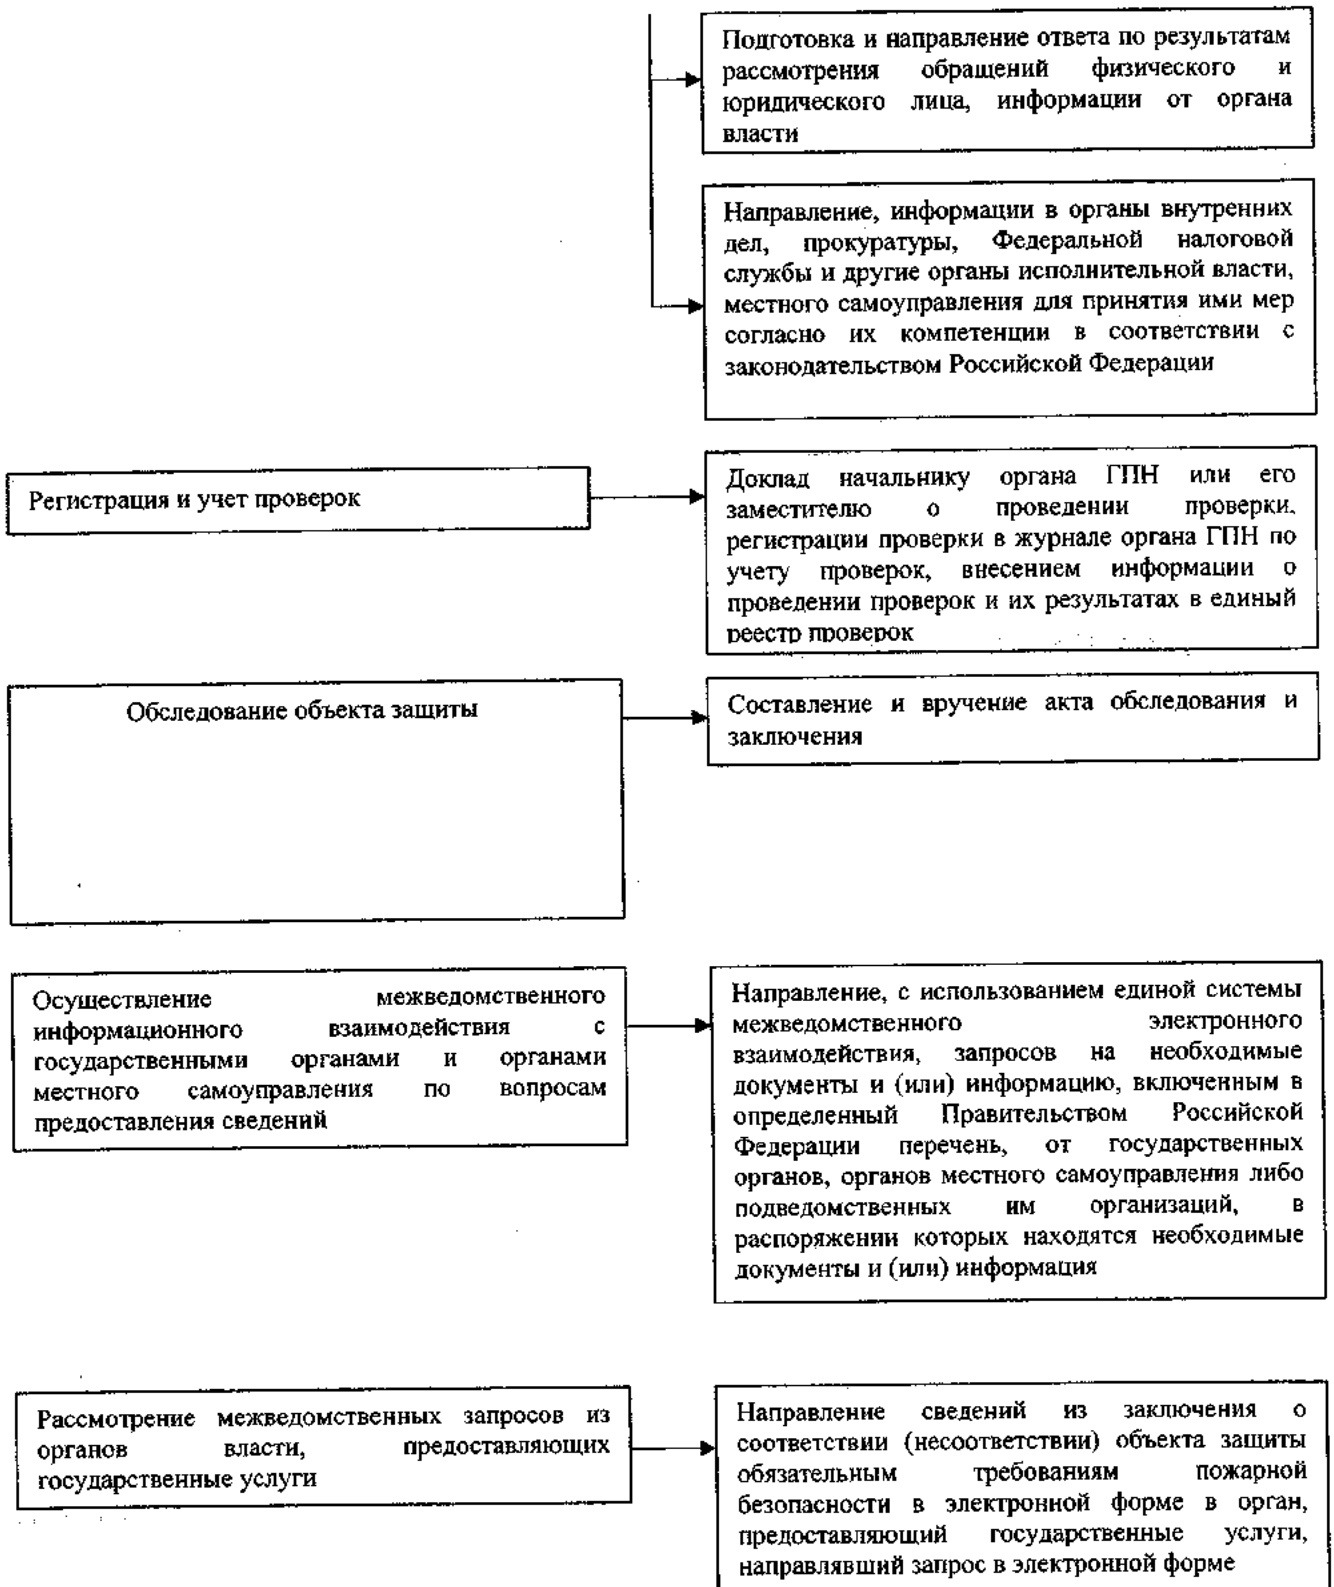 Подготовка и направление ответа по результатам
рассмотрения обращений физического и
юридического лица, информации от органа
власти
Направление, информации в органы внутренних
дел, прокуратуры, Федеральной налоговой
службы и другие органы исполнительной власти,
местного самоуправления для принятия ими мер
согласно их компетенции в соответствии с
законодательством Российской Федерации
Регистрация и учет проверок
Доклад начальнику органа ГПН или его
заместителю о проведении проверки,
регистрации проверки в журнале органа ГПН по
учету проверок, внесением информации о
проведении проверок и их результатах в единый
реестр проверок
Обследование объекта защиты
Составление и вручение акта обследования и
заключения
Осуществление межведомственного
информационного взаимодействия с
государственными органами и органами
местного самоуправления по вопросам
предоставления сведений
Направление, с использованием единой системы
межведомственного электронного
взаимодействия, запросов на необходимые
документы и (или) информацию, включенным в
определенный Правительством Российской
Федерации перечень, от государственных
органов, органов местного самоуправления либо
подведомственных им организаций, в
распоряжении которых находятся необходимые
документы и (или) информация
Рассмотрение межведомственных запросов из
органов власти, предоставляющих
государственные услуги
Направление сведений из заключения о
соответствии (несоответствии) объекта защиты
обязательным требованиям пожарной
безопасности в электронной форме в орган,
предоставляющий государственные услуги,
направлявший запрос в электронной форме